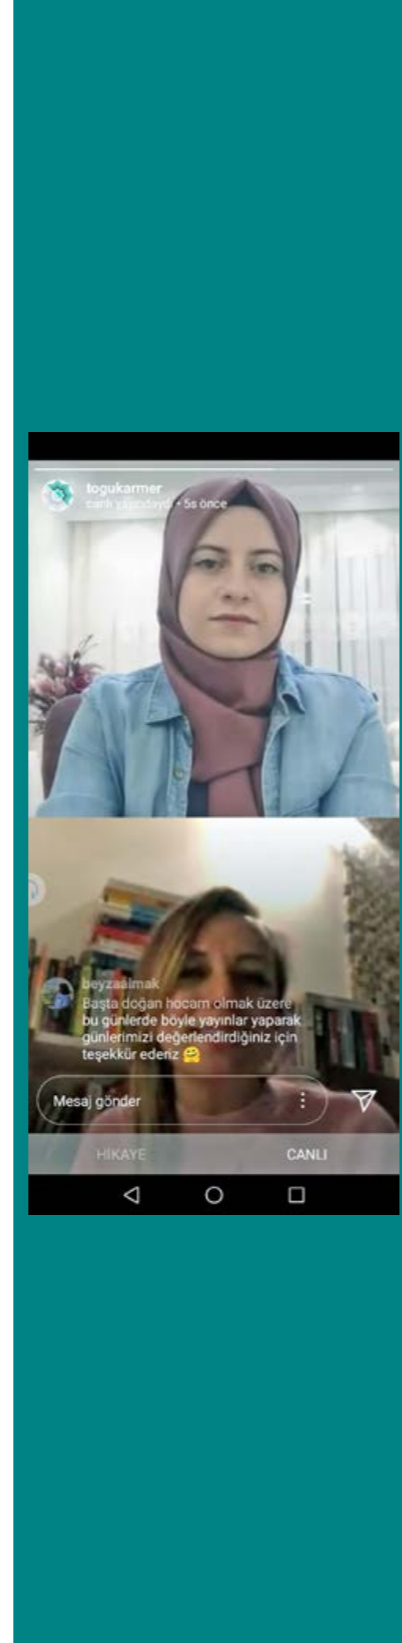 togukarmer
canlı yayındaydı • 5s önce
beyzaalmak
Başta doğan hocam olmak üzere
bu günlerde böyle yayınlar yaparak
günlerimizi değerlendirdiğiniz için
teşekkür ederiz 🤗
Mesaj gönder
HİKAYE
CANLI